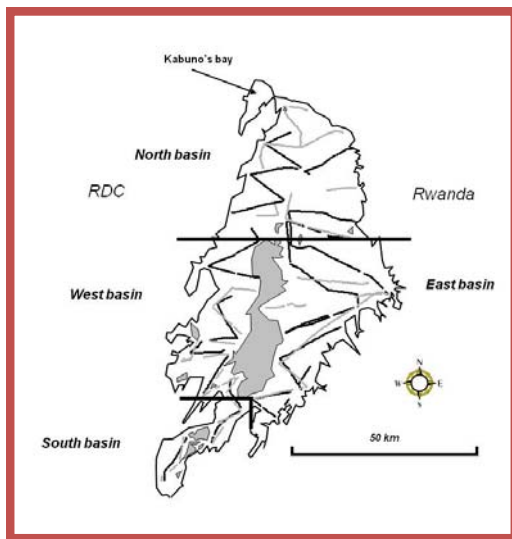 Kabuno's bay
North basin
RDC
Rwanda
West basin
East basin
N
W E
S
South basin
50 km